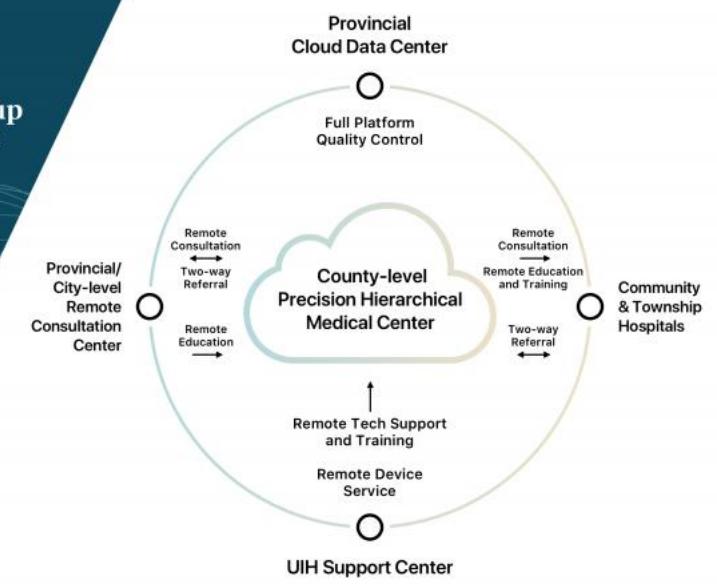 Provincial
Cloud Data Center
up
Full Platform
Quality Control
Remote
Consultation
Two-way
Referral
Remote
Education
Provincial/
City-level
Remote
Consultation
Center
County-level
Precision Hierarchical
Medical Center
Remote
Consultation
Remote Education
and Training
Two-way
Referral
Community
& Township
Hospitals
Remote Tech Support
and Training
Remote Device
Service
UIH Support Center